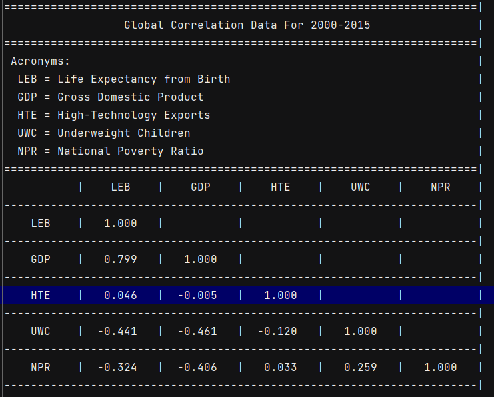 Global Correlation Data For 2000-2015
Acronyms:
LEB = Life Expectancy from Birth
GDP = Gross Domestic Product
HTE = High-Technology Exports
UWC = Underweight Children
NPR = National Poverty Ratio
| LEB | GDP | HTE | UWC | NPR |
LEB | 1.000 | | | | |
GDP | 0.799 | 1.000 | | | |
HTE | 0.046 | -0.005 | 1.000 | | |
UWC | -0.441 | -0.461 | -0.120 | 1.000 | |
NPR | -0.324 | -0.406 | 0.033 | 0.259 | 1.000 |